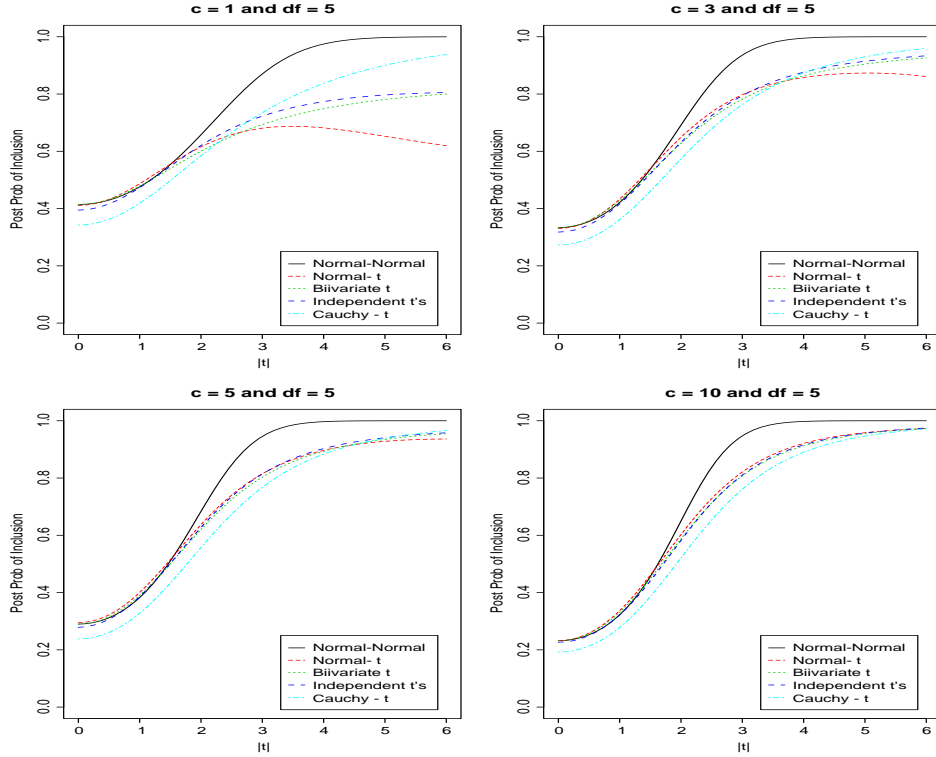 c = 1 and df = 5
Post Prob of Inclusion
1.0
0.8
0.6
0.4
0.2
0.0
Normal-Normal
Normal- t
Biivariate t
Independent t's
Cauchy - t
0 1 2 3 4 5 6
|t|
c = 3 and df = 5
Post Prob of Inclusion
1.0
0.8
0.6
0.4
0.2
0.0
Normal-Normal
Normal- t
Biivariate t
Independent t's
Cauchy - t
0 1 2 3 4 5 6
|t|
c = 5 and df = 5
Post Prob of Inclusion
1.0
0.8
0.6
0.4
0.2
0.0
Normal-Normal
Normal- t
Biivariate t
Independent t's
Cauchy - t
0 1 2 3 4 5 6
|t|
c = 10 and df = 5
Post Prob of Inclusion
1.0
0.8
0.6
0.4
0.2
0.0
Normal-Normal
Normal- t
Biivariate t
Independent t's
Cauchy - t
0 1 2 3 4 5 6
|t|